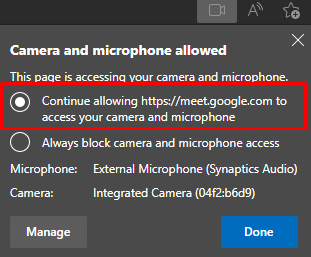 Camera and microphone allowed
This page is accessing your camera and microphone.
Continue allowing https://meet.google.com to
access your camera and microphone
Always block camera and microphone access
Microphone: External Microphone (Synaptics Audio)
Camera: Integrated Camera (04f2:b6d9)
Manage Done